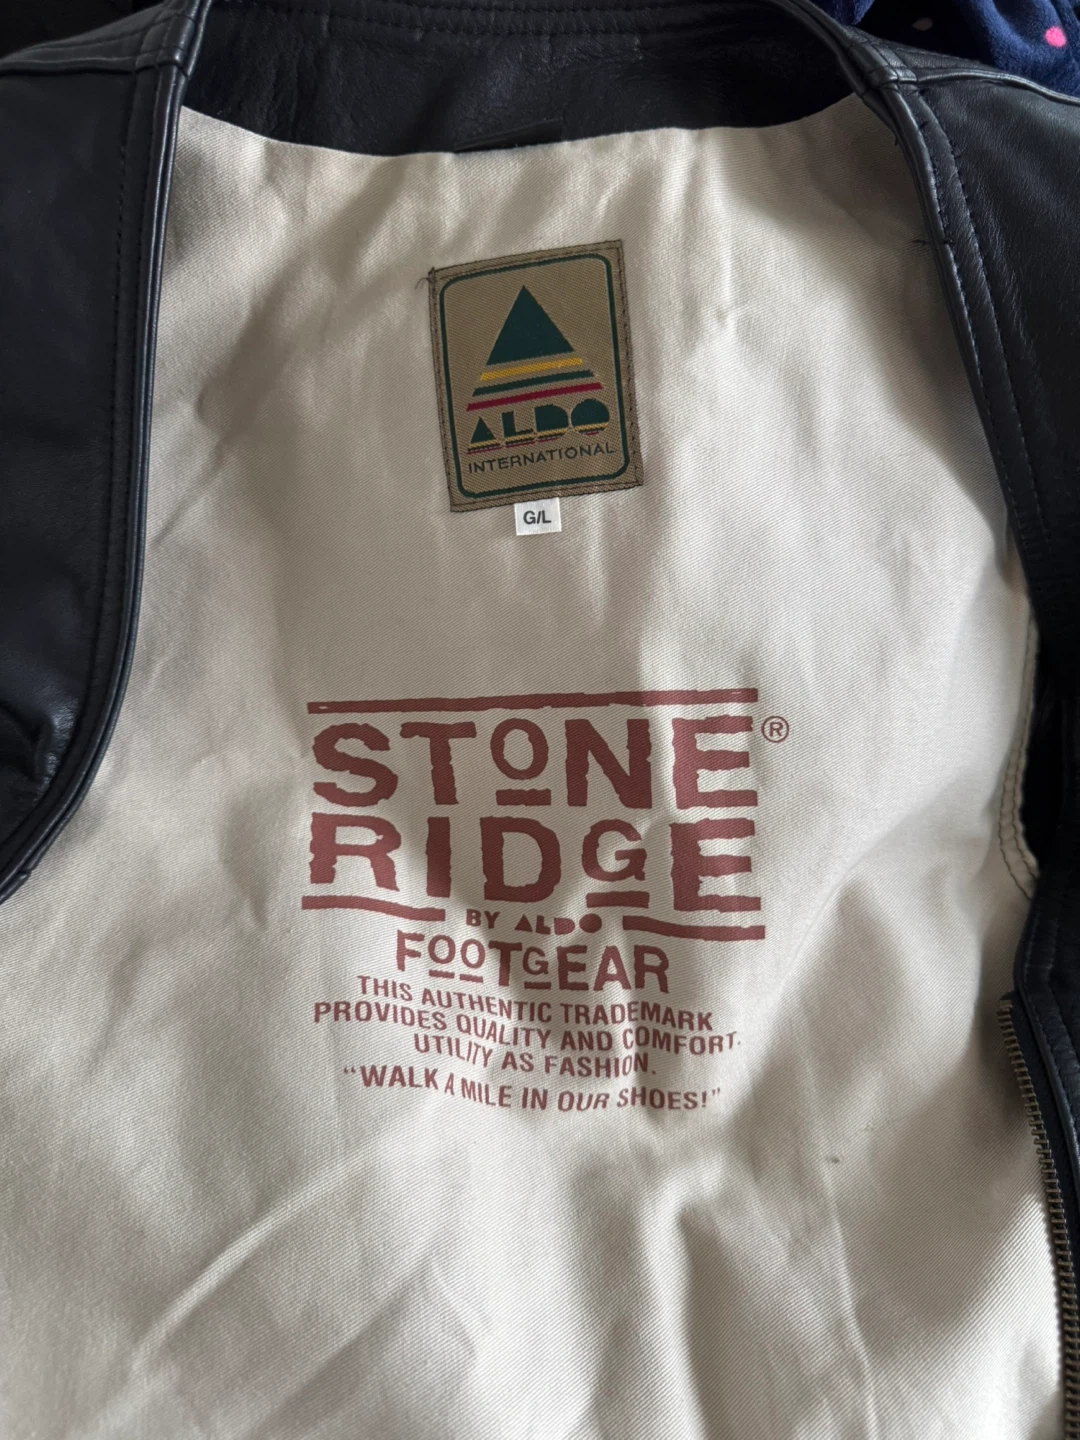 ALDO
INTERNATIONAL
G/L
STONE®
RIDGE
BY ALDO
FOOTGEAR
THIS AUTHENTIC TRADEMARK
PROVIDES QUALITY AND COMFORT.
UTILITY AS FASHION.
“WALK A MILE IN OUR SHOES!”